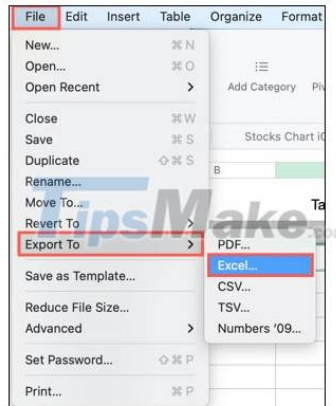 File Edit Insert Table Organize Format
New... ⌘ N
Open... ⌘ O
Open Recent >
Add Category
Close ⌘ W
Save ⌘ S
Stocks Chart
Duplicate ⇧ ⌘ S
B
Rename...
Move To...
Revert To >
TipsMake
Export To >
PDF...
Excel...
Save as Template...
CSV...
Reduce File Size...
TSV...
Advanced >
Numbers '09...
Set Password... ⇧ ⌘ P
Print... ⌘ P